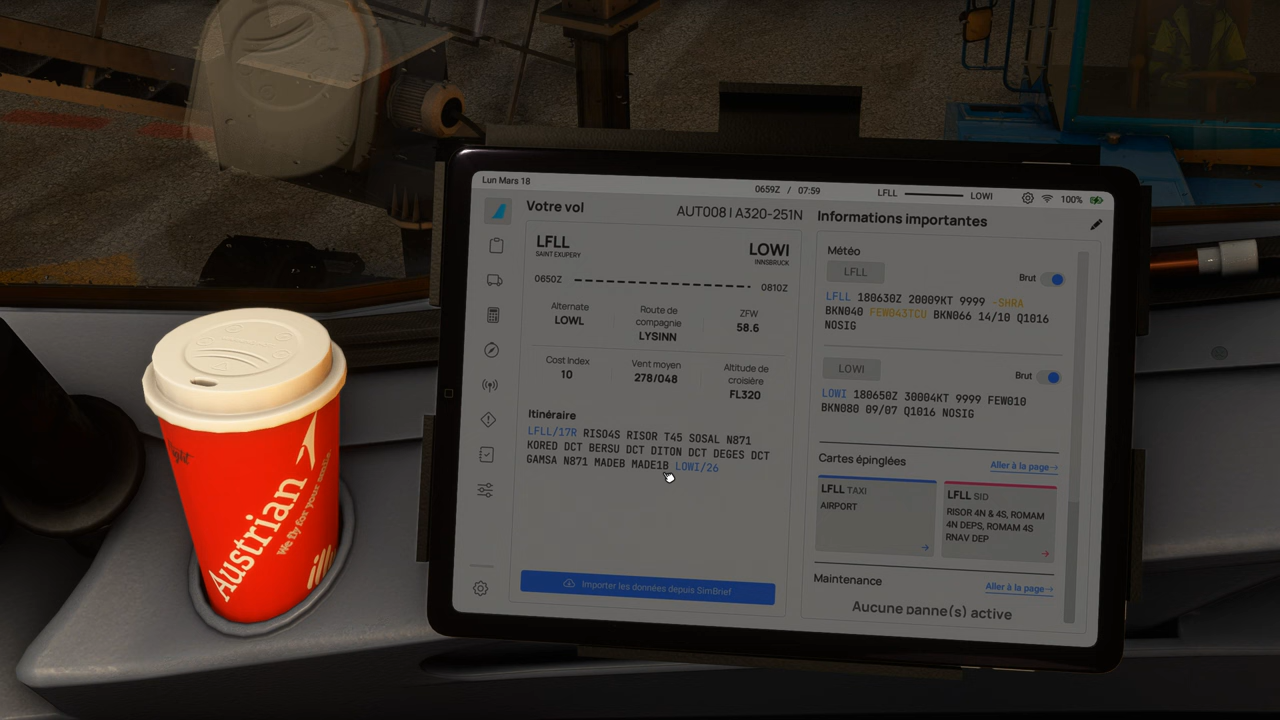 Lun Mars 18
0659Z / 07:59
LFLL
LOWI
100%
Votre vol
AUT008 | A320-251N
LFLL
SAINT EXUPERY
LOWI
INNSBRUCK
0650Z
0810Z
Alternate
LOWL
Route de
compagnie
LYSINN
ZFW
58.6
Cost Index
10
Vent moyen
278/048
Altitude de
croisière
FL320
Itinéraire
LFLL/17R RISO4S RISOR T45 SOSAL N871
KORED DCT BERSU DCT DITON DCT DEGES DCT
GAMSA N871 MADEB MADE1B LOWI/26
Importer les données depuis SimBrief
Informations importantes
Météo
LFLL
Brut
LFLL 180630Z 20009KT 9999 -SHRA
BKN040 FEW043TCU BKN066 14/10 Q1016
NOSIG
LOWI
Brut
LOWI 180650Z 30004KT 9999 FEW010
BKN080 09/07 Q1016 NOSIG
Cartes épinglées
Aller à la page
LFLL TAXI
AIRPORT
LFLL SID
RISOR 4N & 4S, ROMAM
4N DEPS, ROMAM 4S
RNAV DEP
Maintenance
Aller à la page
Aucune panne(s) active
Austrian
We fly for your smile.